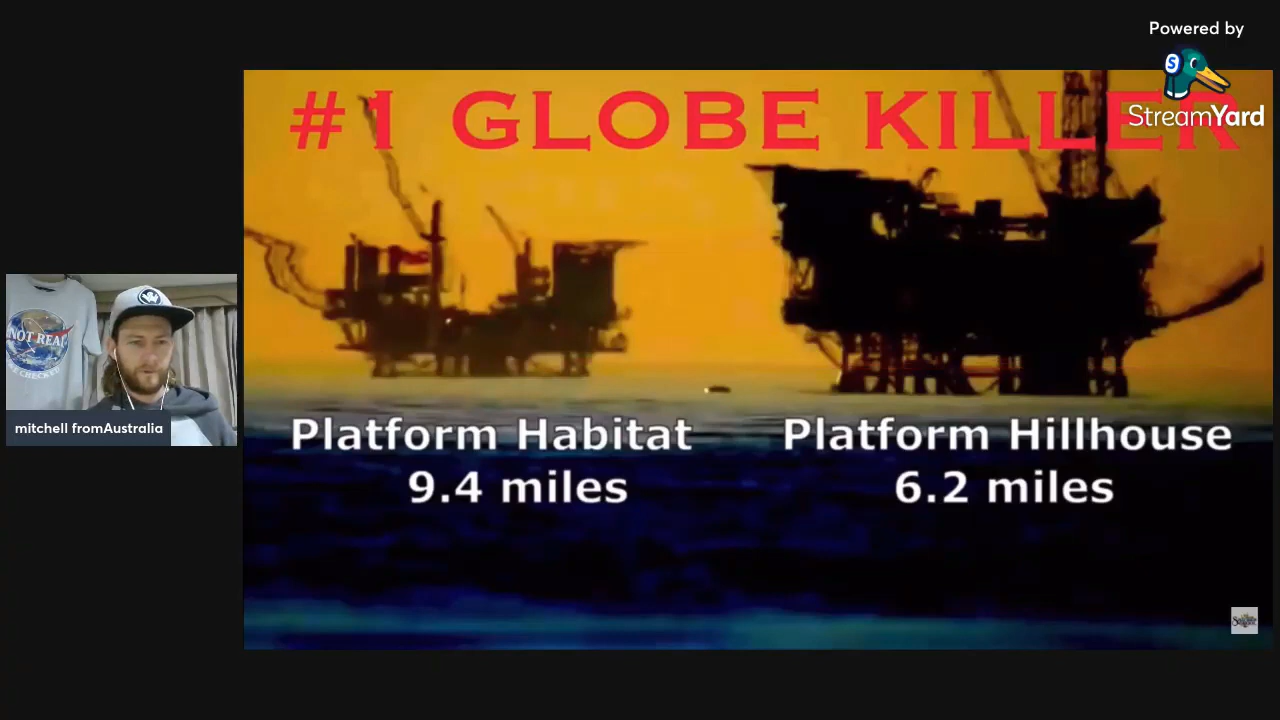 Powered by
StreamYard
#1 GLOBE KILLER
NOT REAL
mitchell fromAustralia
Platform Habitat
9.4 miles
Platform Hillhouse
6.2 miles